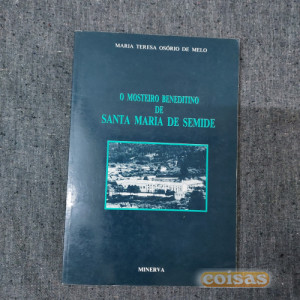 MARIA TERESA OSÓRIO DE MELO
O MOSTEIRO BENEDITINO
DE
SANTA MARIA DE SEMIDE
MINERVA
coisas